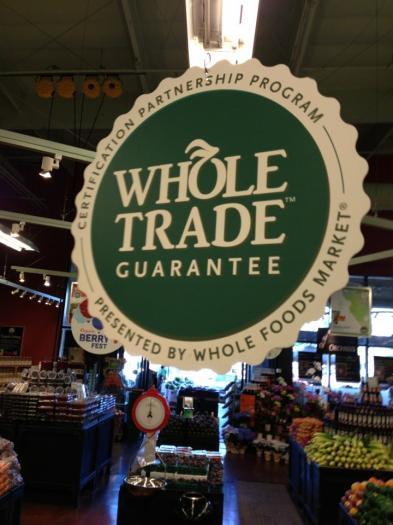 CERTIFICATION PARTNERSHIP PROGRAM
WHOLE
TRADE™
GUARANTEE
PRESENTED BY WHOLE FOODS MARKET®
BERRY
FEST